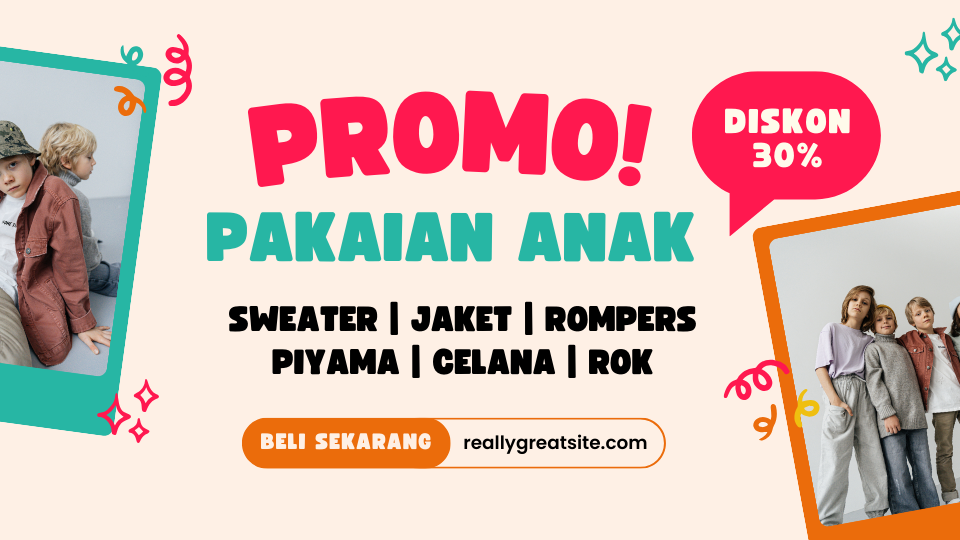 PROMO!
DISKON
30%
PAKAIAN ANAK
SWEATER | JAKET | ROMPERS
PIYAMA | CELANA | ROK
BELI SEKARANG reallygreatsite.com